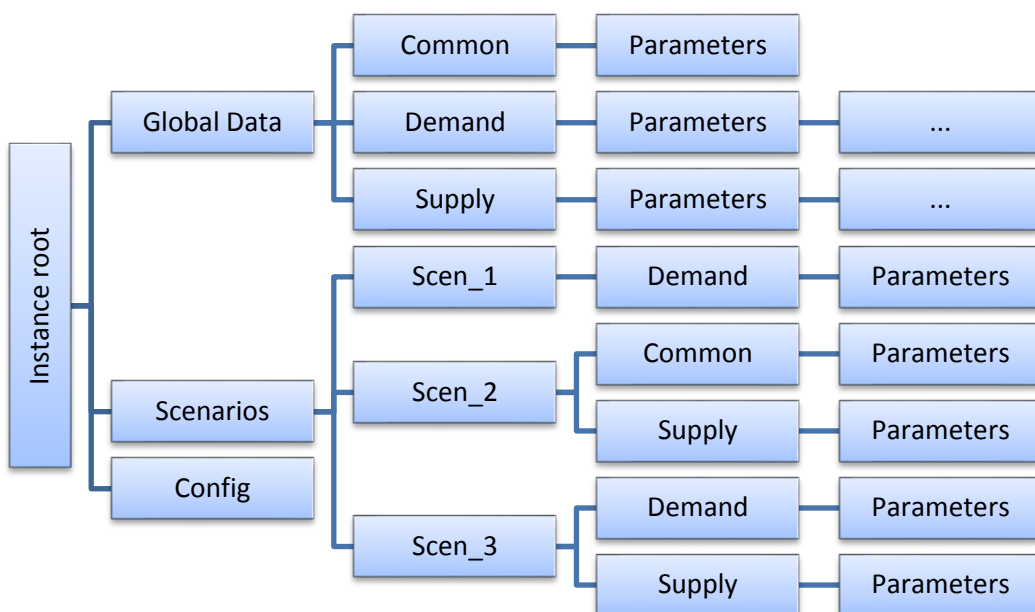 Common
Parameters
Global Data
Demand
Parameters
...
Supply
Parameters
...
Instance root
Scen_1
Demand
Parameters
Common
Parameters
Scenarios
Scen_2
Supply
Parameters
Config
Demand
Parameters
Scen_3
Supply
Parameters